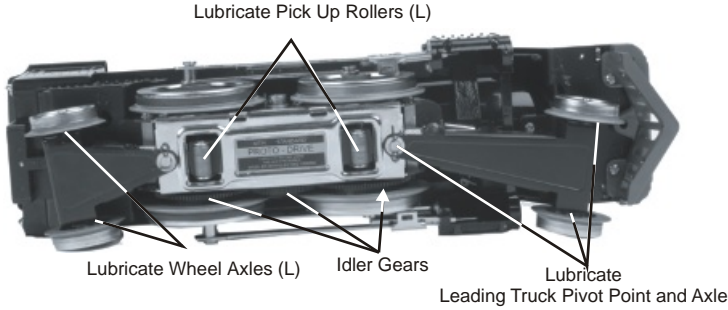 Lubricate Pick Up Rollers (L)
PROTO-DRIVE
Lubricate Wheel Axles (L)
Idler Gears
Lubricate
Leading Truck Pivot Point and Axle